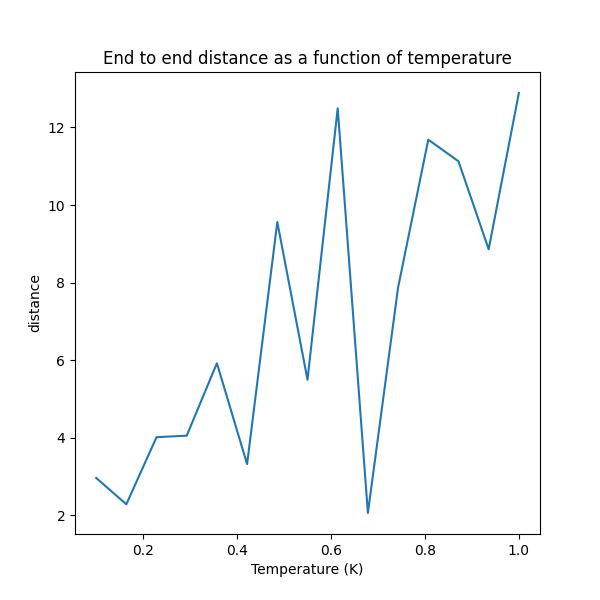 End to end distance as a function of temperature
12
10
8
6
4
2
distance
0.2 0.4 0.6 0.8 1.0
Temperature (K)